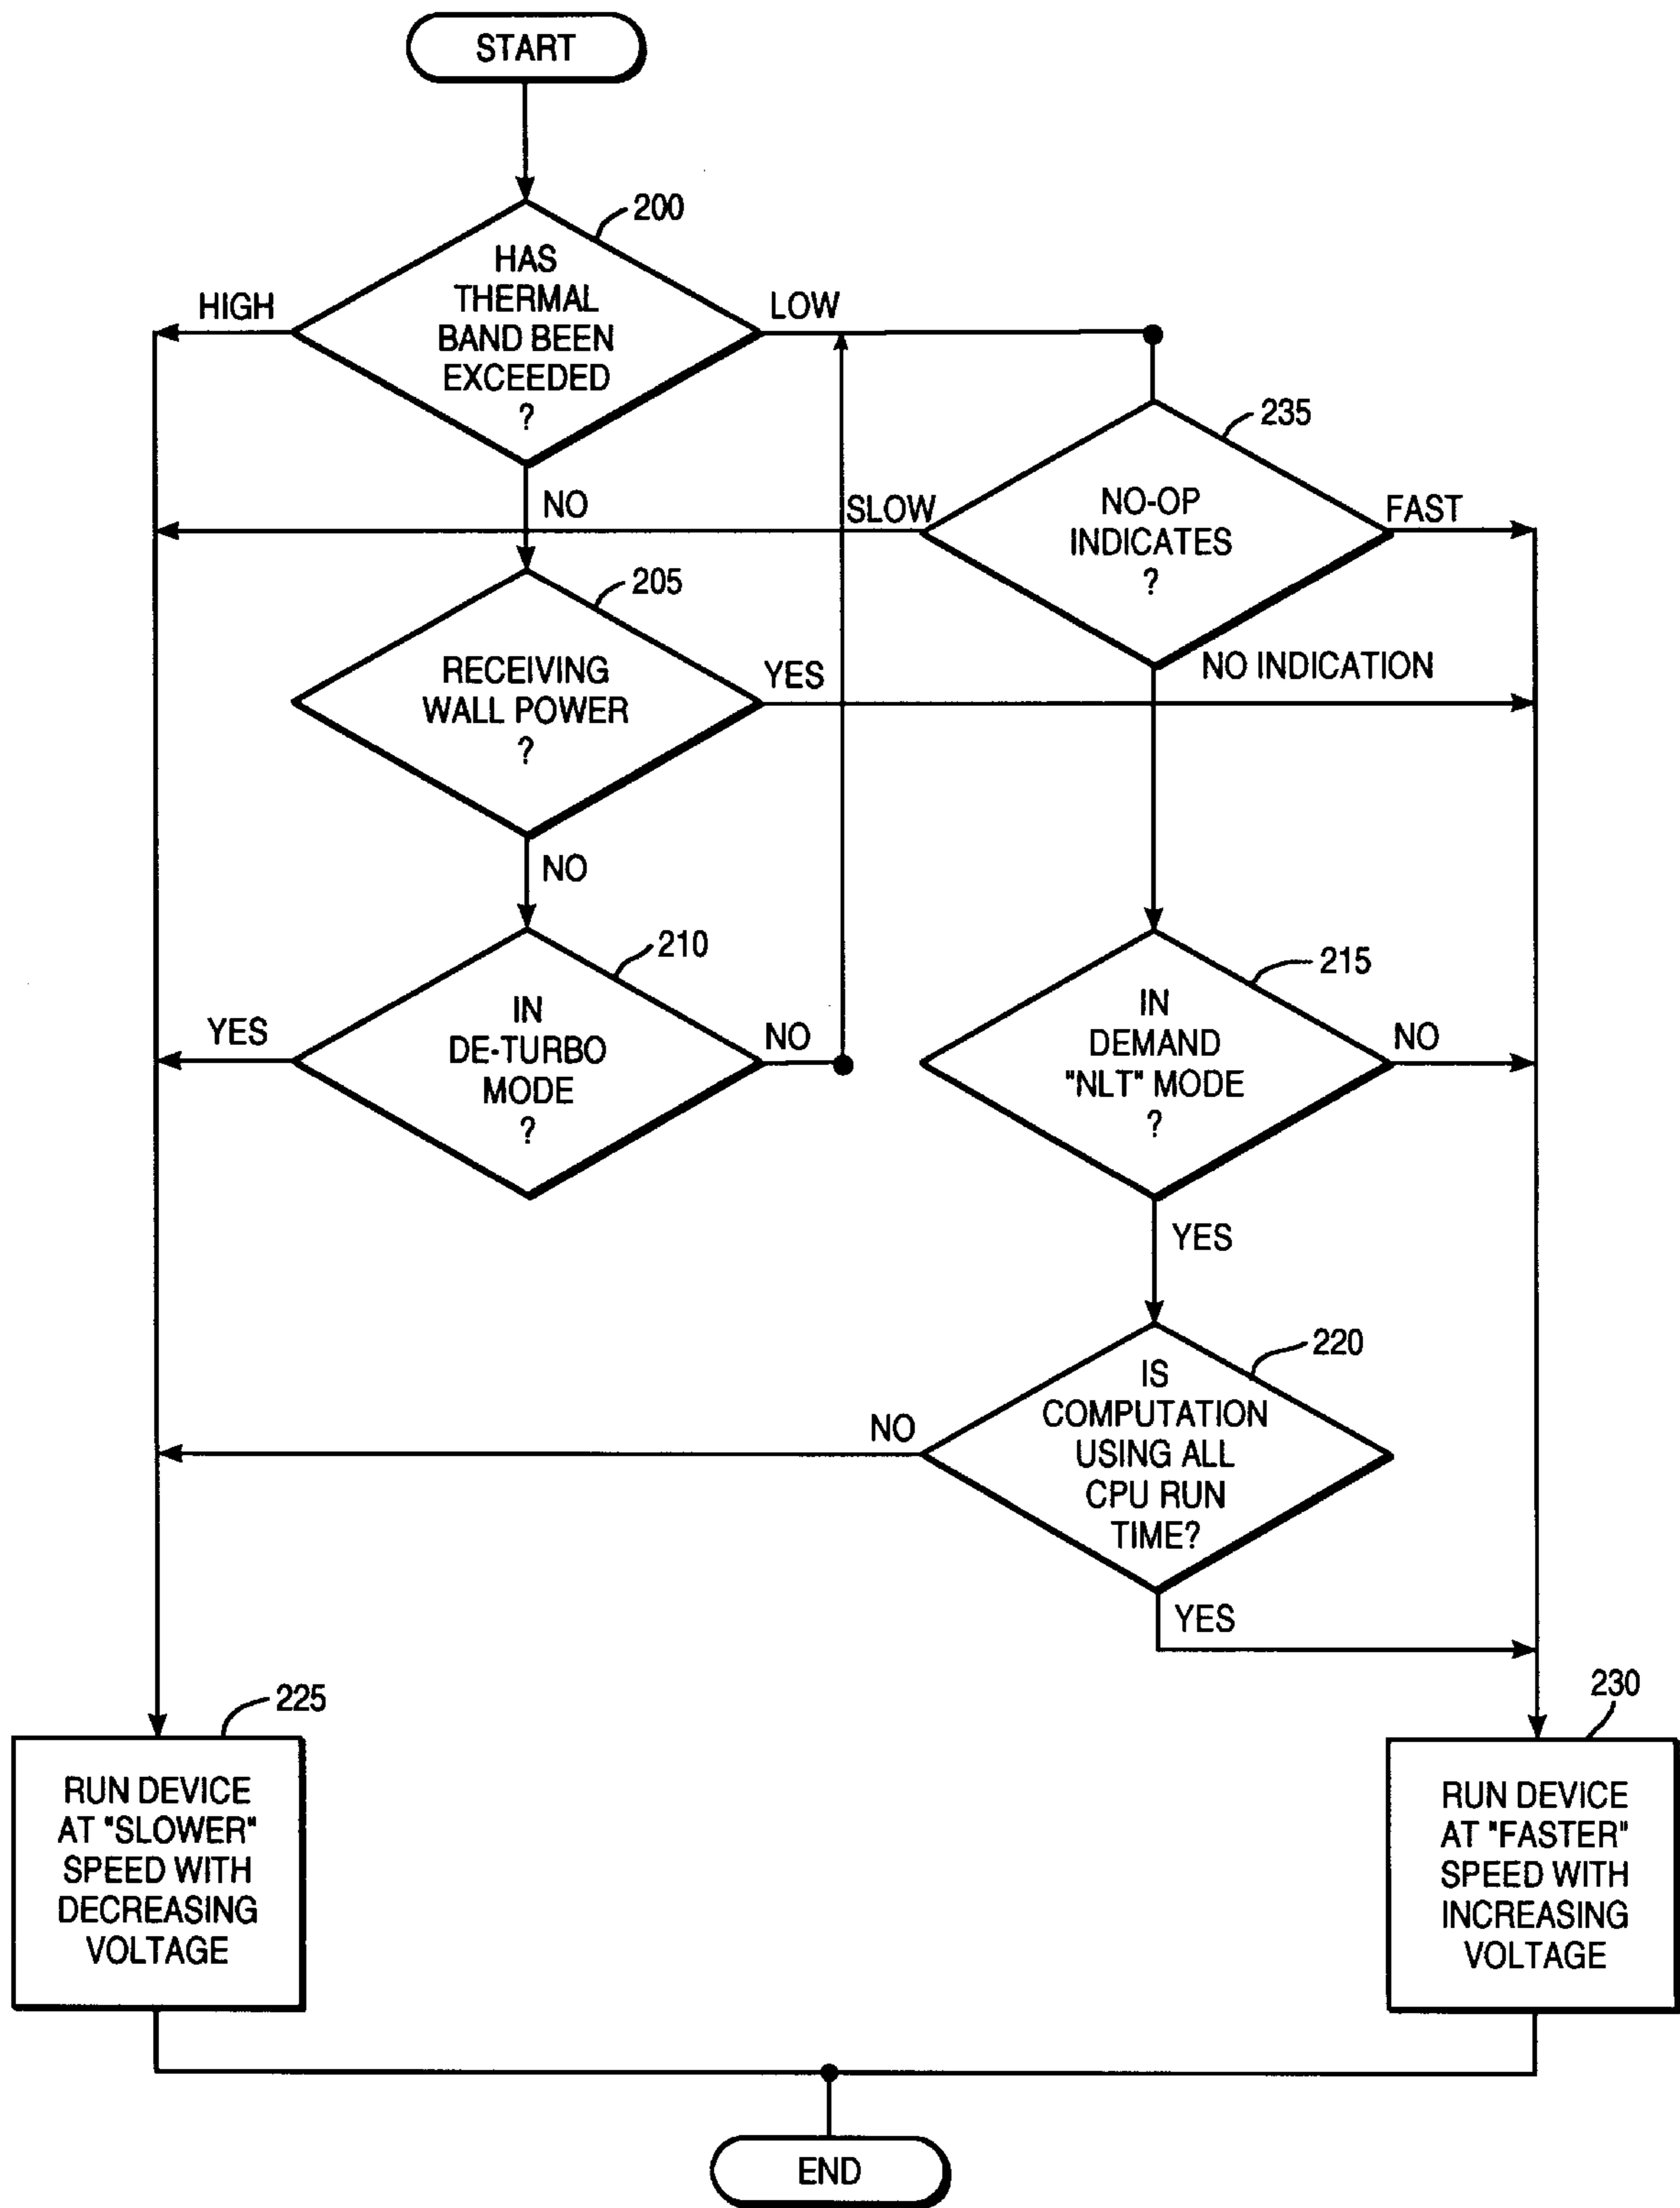 START
200
HAS
THERMAL
BAND BEEN
EXCEEDED
?
HIGH
LOW
NO
235
NO-OP
INDICATES
?
SLOW
FAST
NO INDICATION
205
RECEIVING
WALL POWER
?
YES
NO
210
IN
DE-TURBO
MODE
?
YES
NO
215
IN
DEMAND
"NLT" MODE
?
NO
YES
220
IS
COMPUTATION
USING ALL
CPU RUN
TIME?
NO
YES
225
RUN DEVICE
AT "SLOWER"
SPEED WITH
DECREASING
VOLTAGE
230
RUN DEVICE
AT "FASTER"
SPEED WITH
INCREASING
VOLTAGE
END